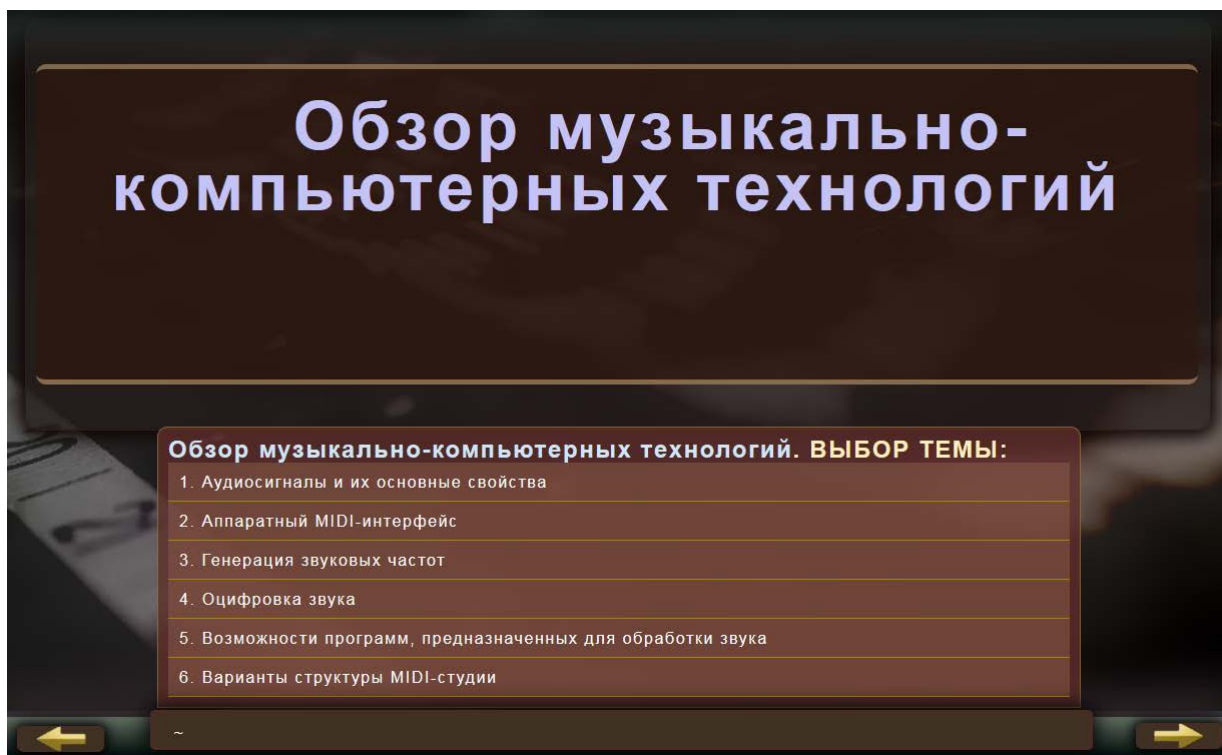 Обзор музыкально-
компьютерных технологий
Обзор музыкально-компьютерных технологий. ВЫБОР ТЕМЫ:
1. Аудиосигналы и их основные свойства
2. Аппаратный MIDI-интерфейс
3. Генерация звуковых частот
4. Оцифровка звука
5. Возможности программ, предназначенных для обработки звука
6. Варианты структуры MIDI-студии
~